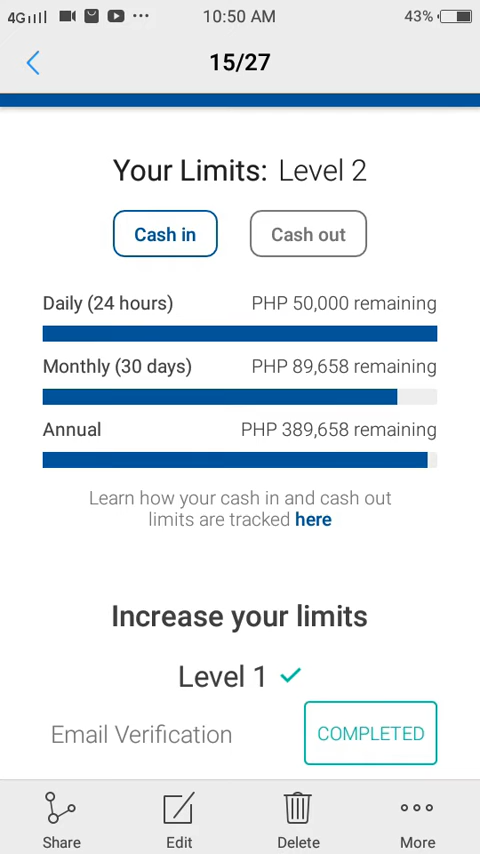 4G 10:50 AM 43%
15/27
Your Limits: Level 2
Cash in Cash out
Daily (24 hours) PHP 50,000 remaining
Monthly (30 days) PHP 89,658 remaining
Annual PHP 389,658 remaining
Learn how your cash in and cash out
limits are tracked here
Increase your limits
Level 1
Email Verification COMPLETED
Share Edit Delete More